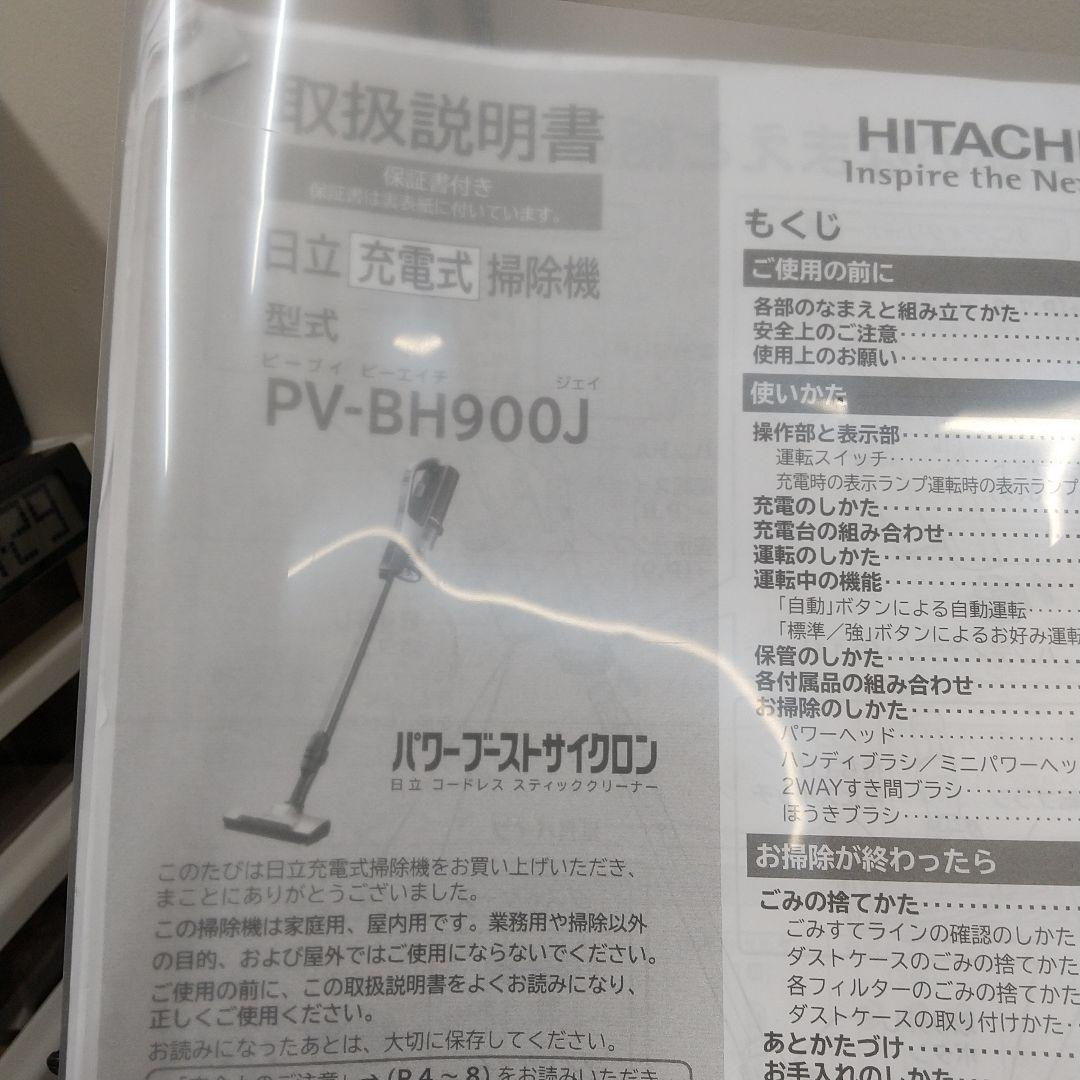 取扱説明書
保証書付き
保証書は裏表紙に付いています。
日立 充電式 掃除機
型式
ピーブイ ビーエイチ ジェイ
PV-BH900J
パワーブーストサイクロン
日立 コードレス スティッククリーナー
このたびは日立充電式掃除機をお買い上げいただき、
まことにありがとうございました。
この掃除機は家庭用、屋内用です。業務用や掃除以外
の目的、および屋外ではご使用にならないでください。
ご使用の前に、この取扱説明書をよくお読みになり、
正しくご使用ください。
お読みになったあとは、大切に保存してください。
(P.4～8)をお読みいただき
HITACHI
Inspire the Ne
もくじ
ご使用の前に
各部のなまえと組み立てかた
安全上のご注意
使用上のお願い
使いかた
操作部と表示部
運転スイッチ
充電時の表示ランプ運転時の表示ランプ
充電のしかた
充電台の組み合わせ
運転のしかた
運転中の機能
「自動」ボタンによる自動運転
「標準／強」ボタンによるお好み運転
保管のしかた
各付属品の組み合わせ
お掃除のしかた
パワーヘッド
ハンディブラシ／ミニパワーヘッ
2WAYすき間ブラシ
ほうきブラシ
お掃除が終わったら
ごみの捨てかた
ごみすてラインの確認のしかた
ダストケースのごみの捨てかた
各フィルターのごみの捨てかた
ダストケースの取り付けかた
あとかたづけ
お手入れのしかた
:29